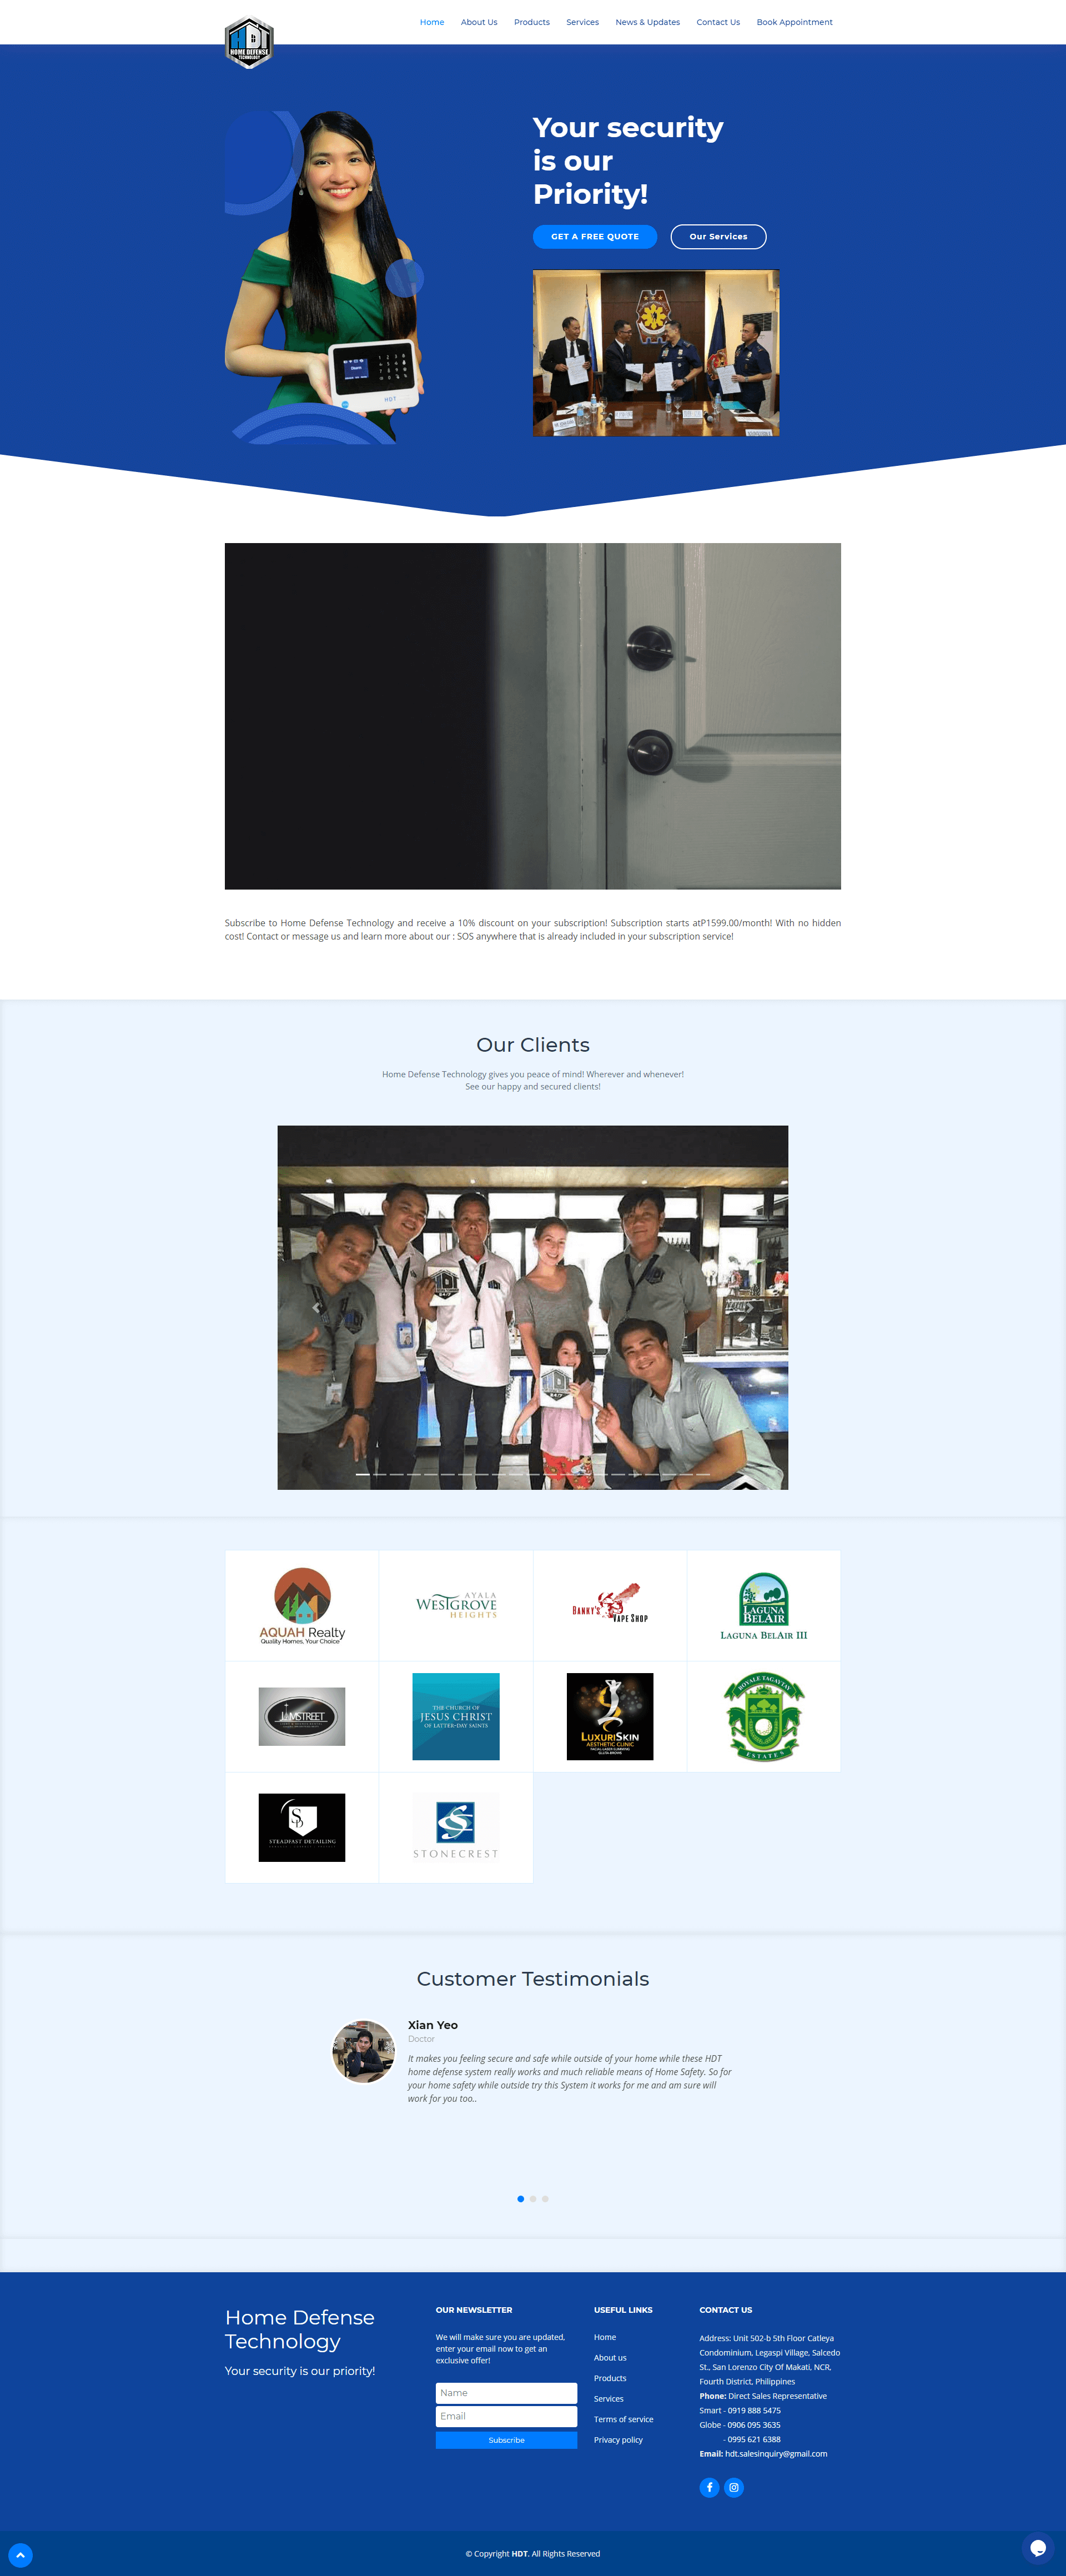 HDT
HOME DEFENSE
TECHNOLOGY
Home
About Us
Products
Services
News & Updates
Contact Us
Book Appointment
Your security
is our
Priority!
GET A FREE QUOTE
Our Services
HDT
Subscribe to Home Defense Technology and receive a 10% discount on your subscription! Subscription starts atP1599.00/month! With no hidden
cost! Contact or message us and learn more about our : SOS anywhere that is already included in your subscription service!
Our Clients
Home Defense Technology gives you peace of mind! Wherever and whenever!
See our happy and secured clients!
AQUAH Realty
Quality Homes, Your Choice
AYALA
WESTGROVE
HEIGHTS
BANKY'S
VAPE SHOP
LAGUNA
BELAIR
LAGUNA BELAIR III
THE CHURCH OF
JESUS CHRIST
OF LATTER-DAY SAINTS
LUXURISKIN
AESTHETIC CLINIC
ROYALE TAGAYTAY
ESTATES
STEADFAST DETAILING
STONECREST
Customer Testimonials
Xian Yeo
Doctor
It makes you feeling secure and safe while outside of your home while these HDT
home defense system really works and much reliable means of Home Safety. So for
your home safety while outside try this System it works for me and am sure will
work for you too..
Home Defense
Technology
Your security is our priority!
OUR NEWSLETTER
We will make sure you are updated,
enter your email now to get an
exclusive offer!
Name
Email
Subscribe
USEFUL LINKS
Home
About us
Products
Services
Terms of service
Privacy policy
CONTACT US
Address: Unit 502-b 5th Floor Catleya
Condominium, Legaspi Village, Salcedo
St., San Lorenzo City Of Makati, NCR,
Fourth District, Philippines
Phone: Direct Sales Representative
Smart - 0919 888 5475
Globe - 0906 095 3635
- 0995 621 6388
Email: hdt.salesinquiry@gmail.com
© Copyright HDT. All Rights Reserved